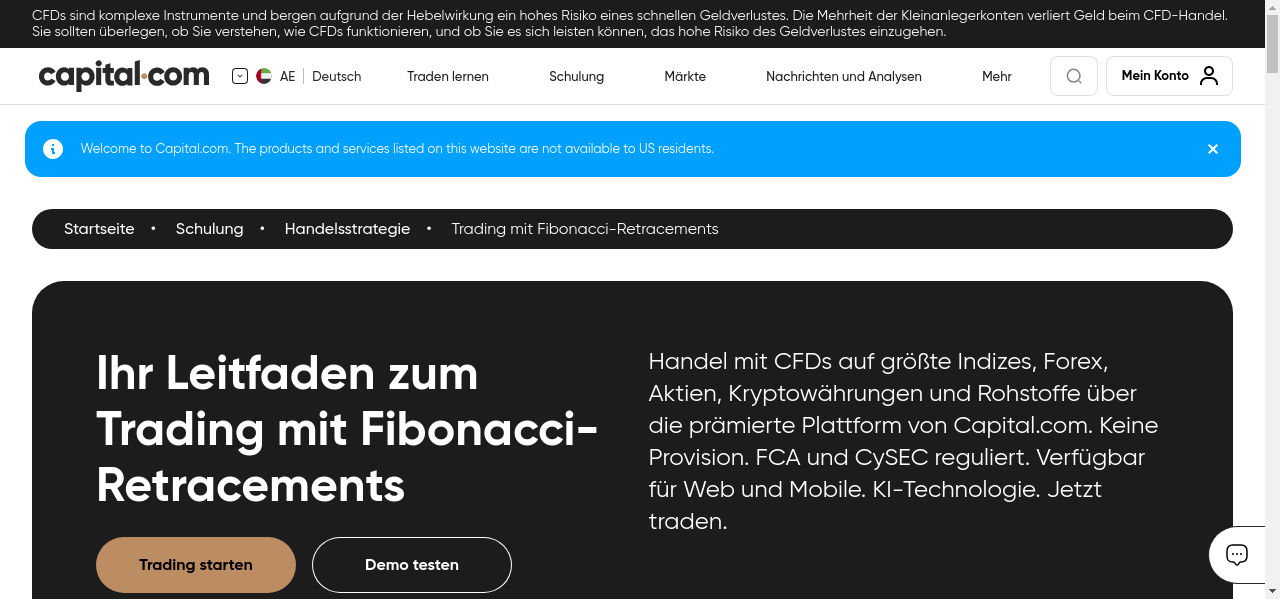 CFDs sind komplexe Instrumente und bergen aufgrund der Hebelwirkung ein hohes Risiko eines schnellen Geldverlustes. Die Mehrheit der Kleinanlegerkonten verliert Geld beim CFD-Handel.
Sie sollten überlegen, ob Sie verstehen, wie CFDs funktionieren, und ob Sie es sich leisten können, das hohe Risiko des Geldverlustes einzugehen.
capital.com
AE
Deutsch
Traden lernen
Schulung
Märkte
Nachrichten und Analysen
Mehr
Mein Konto
Welcome to Capital.com. The products and services listed on this website are not available to US residents.
Startseite • Schulung • Handelsstrategie • Trading mit Fibonacci-Retracements
Ihr Leitfaden zum
Trading mit Fibonacci-
Retracements
Handel mit CFDs auf größte Indizes, Forex,
Aktien, Kryptowährungen und Rohstoffe über
die prämierte Plattform von Capital.com. Keine
Provision. FCA und CySEC reguliert. Verfügbar
für Web und Mobile. KI-Technologie. Jetzt
traden.
Trading starten
Demo testen